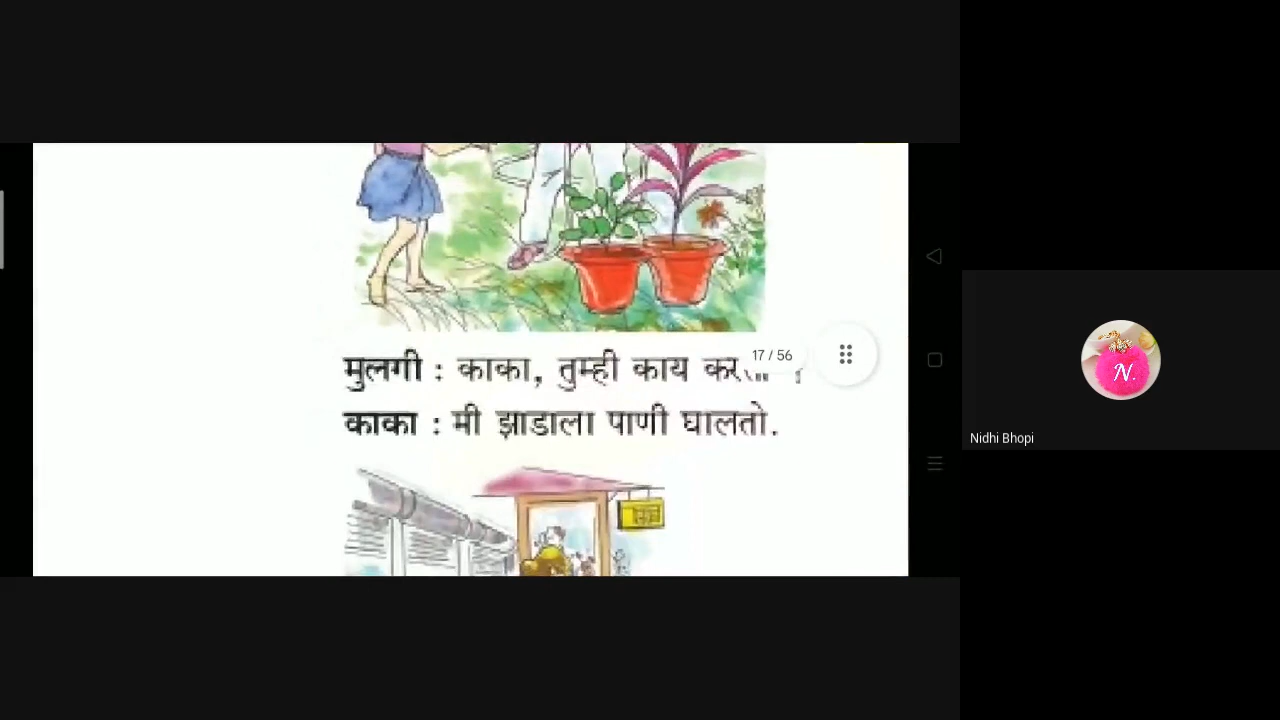 मुलगी : काका, तुम्ही काय
17 / 56
काका : मी झाडाला पाणी घालतो.
N.
Nidhi Bhopi